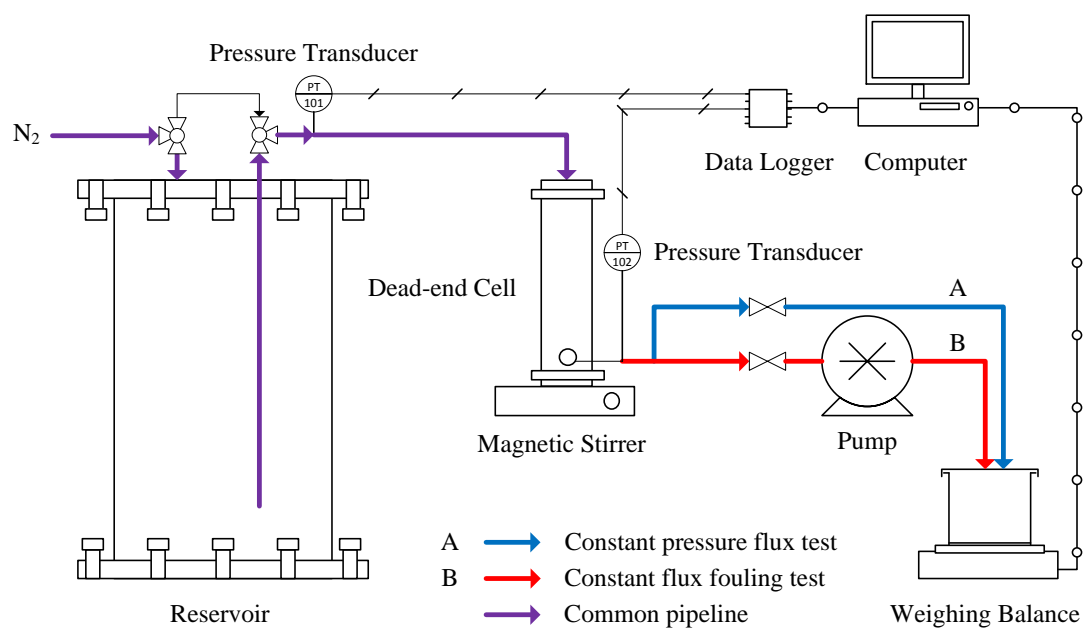 Pressure Transducer
PT
101
N2
Data Logger
Computer
PT
102
Pressure Transducer
Dead-end Cell
A
B
Magnetic Stirrer
Pump
A Constant pressure flux test
B Constant flux fouling test
Common pipeline
Reservoir
Weighing Balance